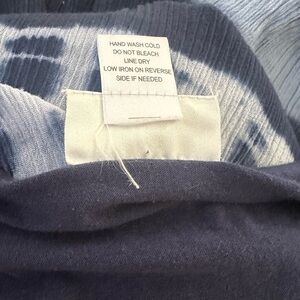 HAND WASH COLD
DO NOT BLEACH
LINE DRY
LOW IRON ON REVERSE
SIDE IF NEEDED